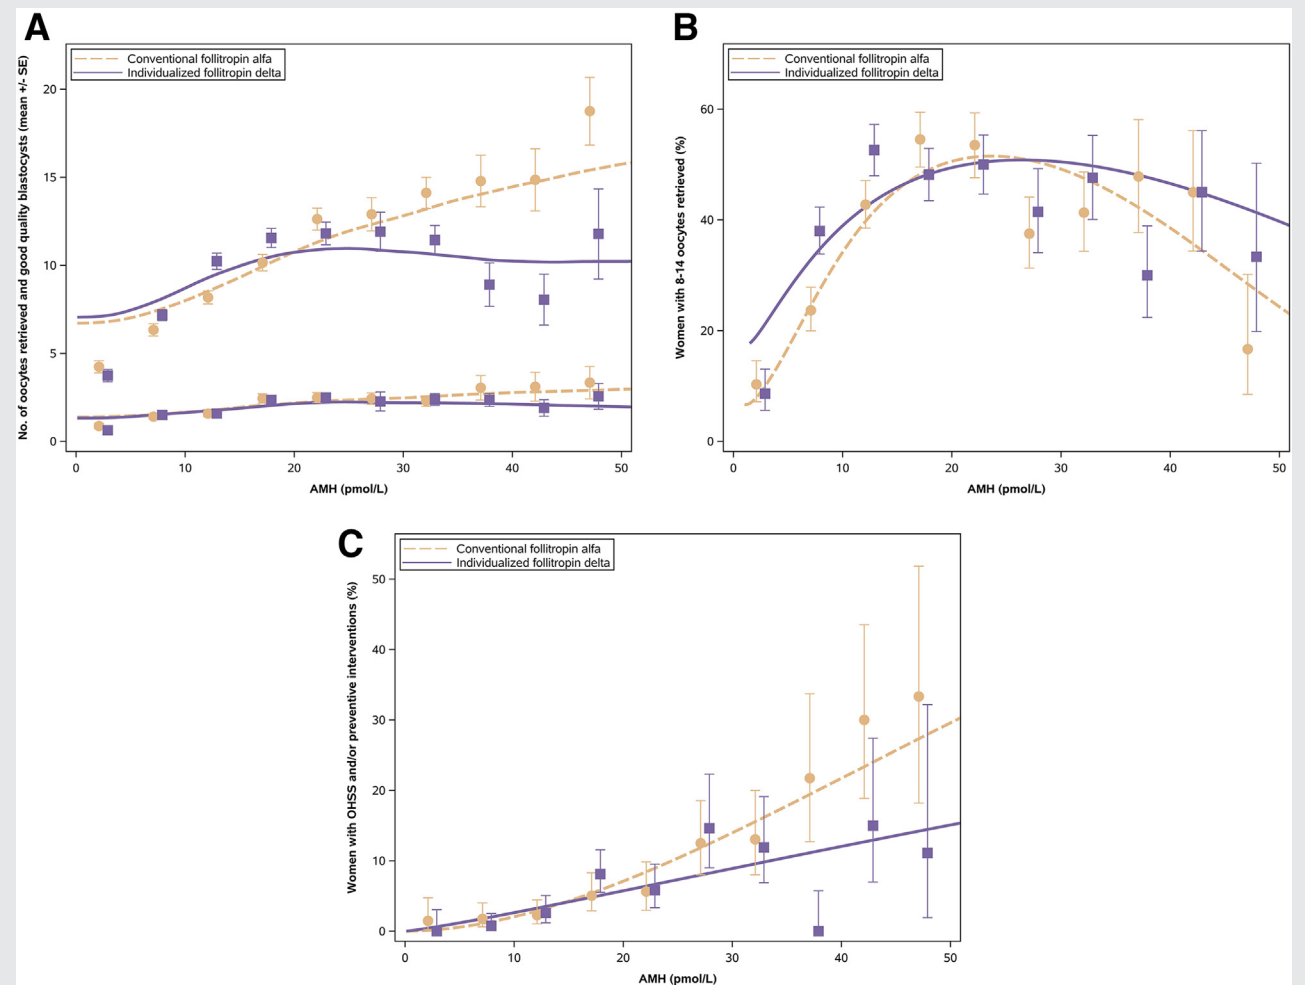 A
No. of oocytes retrieved and good quality blastocysts (mean +/- SE)
Conventional follitropin alfa
Individualized follitropin delta
20
15
10
5
0
0 10 20 30 40 50
AMH (pmol/L)
B
Women with 8-14 oocytes retrieved (%)
Conventional follitropin alfa
Individualized follitropin delta
60
40
20
0
0 10 20 30 40 50
AMH (pmol/L)
C
Women with OHSS and/or preventive interventions (%)
Conventional follitropin alfa
Individualized follitropin delta
50
40
30
20
10
0
0 10 20 30 40 50
AMH (pmol/L)